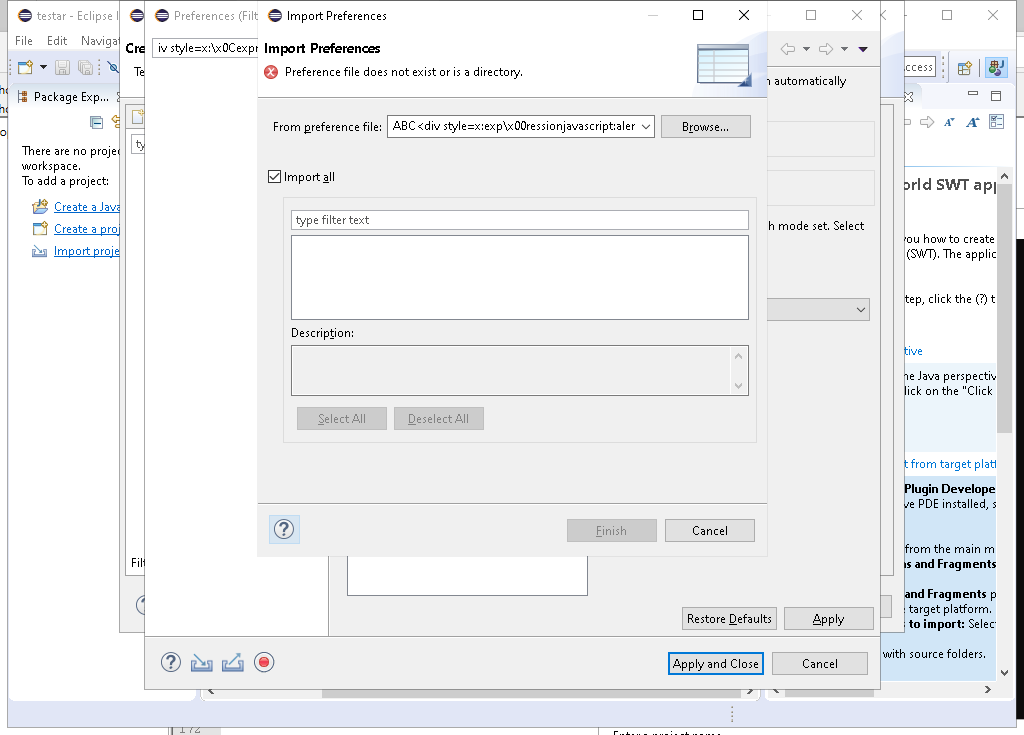 testar - Eclipse I
Preferences (Filt
Import Preferences
File Edit Navigat
Cre
iv style=x:\x0Cexpr
Import Preferences
Preference file does not exist or is a directory.
Te
ccess
n automatically
Package Exp...
From preference file:
ABC<div style=x:exp\x00ressionjavascript:aler
Browse...
ty
There are no projec
workspace.
To add a project:
Import all
Create a Java
Create a proj
Import proje
type filter text
h mode set. Select
Description:
Select All
Deselect All
orld SWT app
you how to create
(SWT). The applic
tep, click the (?) t
tive
he Java perspectiv
lick on the "Click
t from target platf
Plugin Develope
ve PDE installed, s
Finish
Cancel
from the main m
ns and Fragments
Filt
and Fragments p
e target platform.
s to import: Selec
Restore Defaults
Apply
with source folders.
Apply and Close
Cancel
172
Enter a project name